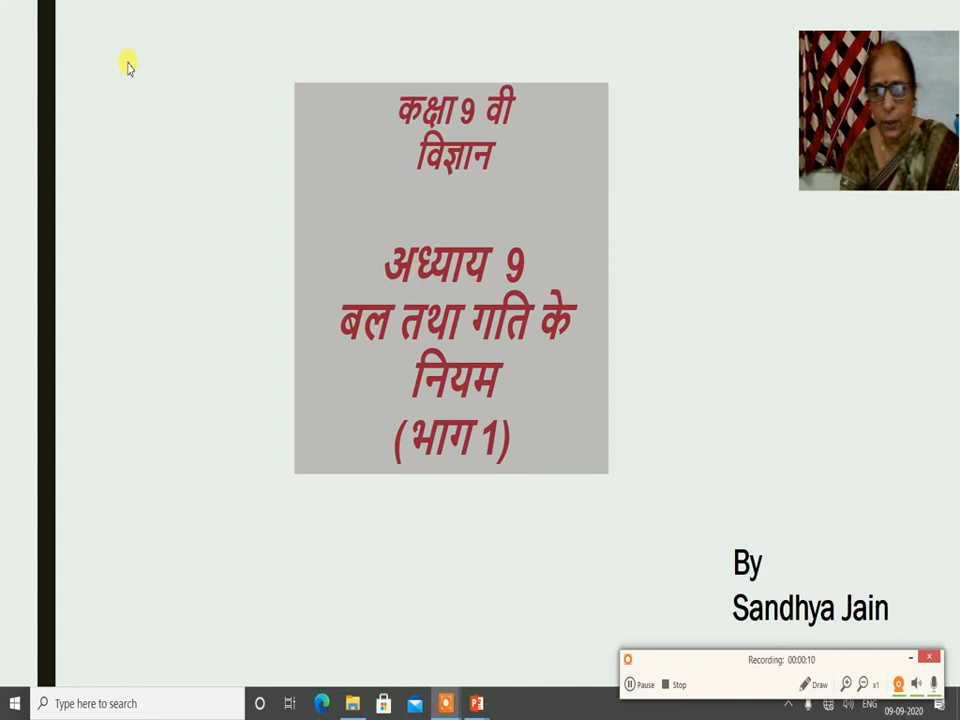 कक्षा 9 वी
विज्ञान
अध्याय 9
बल तथा गति के
नियम
(भाग 1)
By
Sandhya Jain
Recording: 00:00:10
Pause Stop Draw x1
Type here to search
ENG
09-09-2020